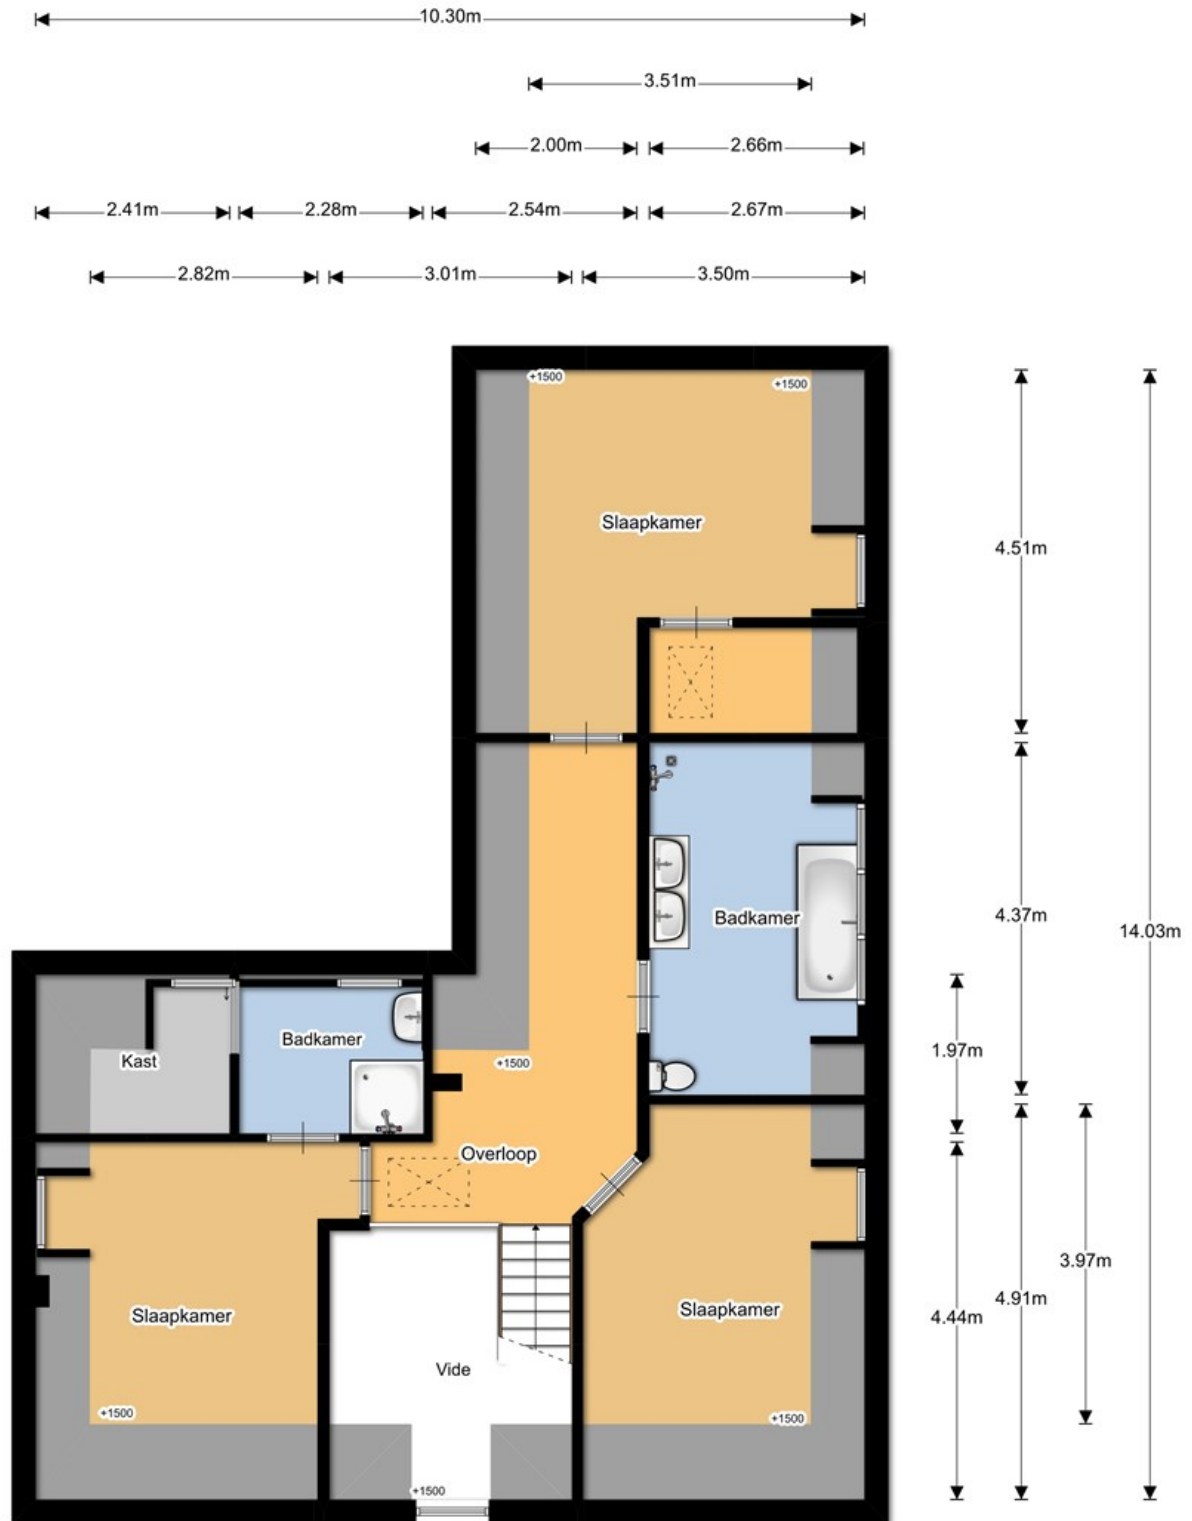 10.30m
3.51m
2.00m
2.66m
2.41m
2.28m
2.54m
2.67m
2.82m
3.01m
3.50m
+1500
+1500
Slaapkamer
4.51m
Badkamer
4.37m
14.03m
Badkamer
Kast
+1500
1.97m
Overloop
Slaapkamer
Slaapkamer
3.97m
4.91m
4.44m
Vide
+1500
+1500
+1500